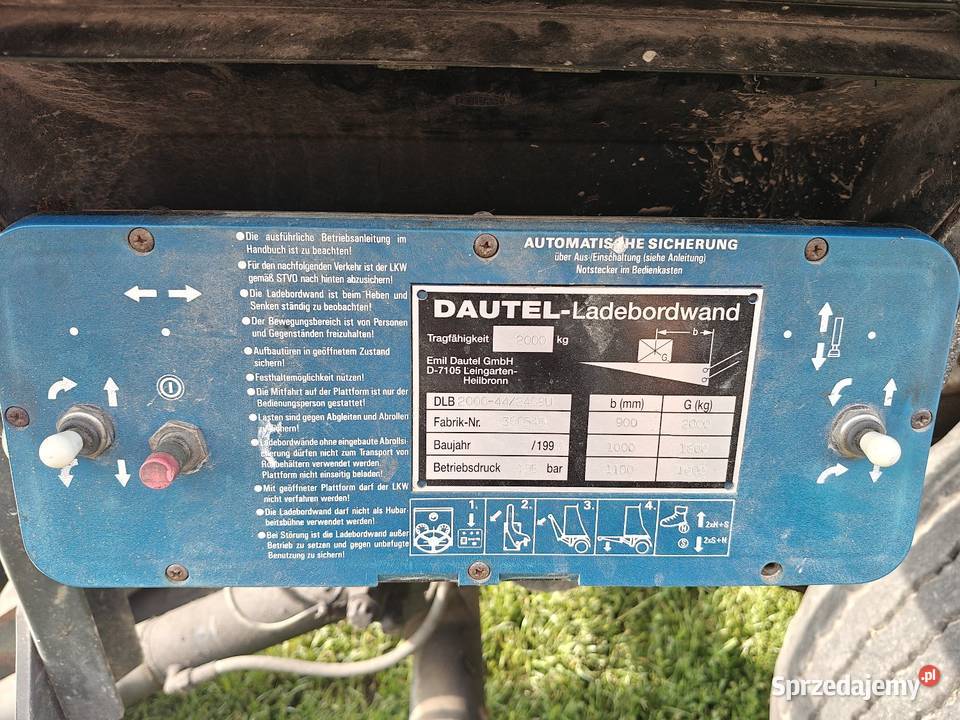 ● Die ausführliche Betriebsanleitung im
Handbuch ist zu beachten!
● Für den nachfolgenden Verkehr ist der LKW
gemäß STVO nach hinten abzusichern!
● Die Ladebordwand ist beim Heben und
Senken ständig zu beobachten!
● Der Bewegungsbereich ist von Personen
und Gegenständen freizuhalten!
● Aufbautüren in geöffnetem Zustand
sichern!
● Festhaltemöglichkeit nützen!
● Die Mitfahrt auf der Plattform ist nur der
Bedienungsperson gestattet!
● Lasten sind gegen Abgleiten und Abrollen
sichern!
● Ladebordwände ohne eingebaute Abrollsi-
cherung dürfen nicht zum Transport von
Rollbehältern verwendet werden.
Plattform nicht einseitig beladen!
● Mit geöffneter Plattform darf der LKW
nicht verfahren werden!
● Die Ladebordwand darf nicht als Hubar-
beitsbühne verwendet werden!
● Bei Störung ist die Ladebordwand außer
Betrieb zu setzen und gegen unbefugte
Benutzung zu sichern!
AUTOMATISCHE SICHERUNG
über Aus-/Einschaltung (siehe Anleitung)
Notstecker im Bedienkasten
DAUTEL-Ladebordwand
Tragfähigkeit 2000 kg
Emil Dautel GmbH
D-7105 Leingarten-
Heilbronn
b
G
DLB
Fabrik-Nr.
Baujahr /199
Betriebsdruck bar
b (mm) G (kg)
900 2000
1000 1800
1100
1. 2. 3. 4.
N
S
2xN+S
2xS+N
Sprzedajemy.pl